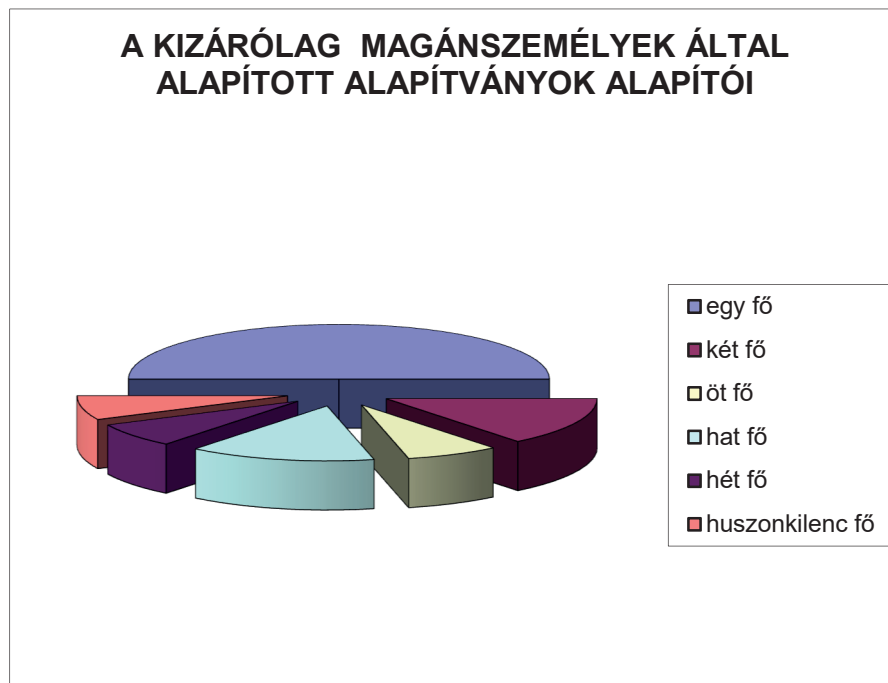 A KIZÁRÓLAG MAGÁNSZEMÉLYEK ÁLTAL
ALAPÍTOTT ALAPÍTVÁNYOK ALAPÍTÓI
egy fő
két fő
öt fő
hat fő
hét fő
huszonkilenc fő